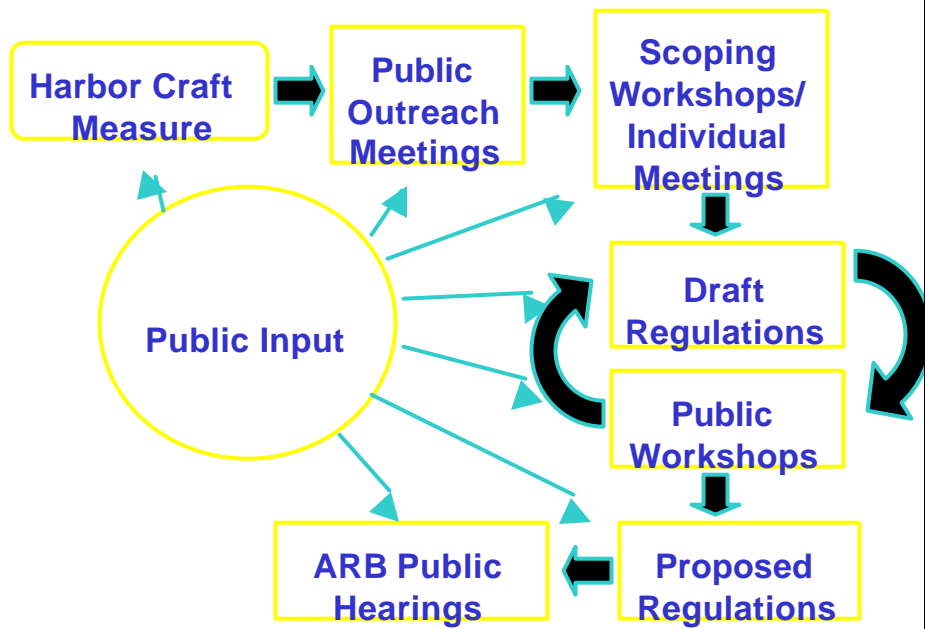 Harbor Craft
Measure
Public
Outreach
Meetings
Scoping
Workshops/
Individual
Meetings
Draft
Regulations
Public Input
Public
Workshops
ARB Public
Hearings
Proposed
Regulations